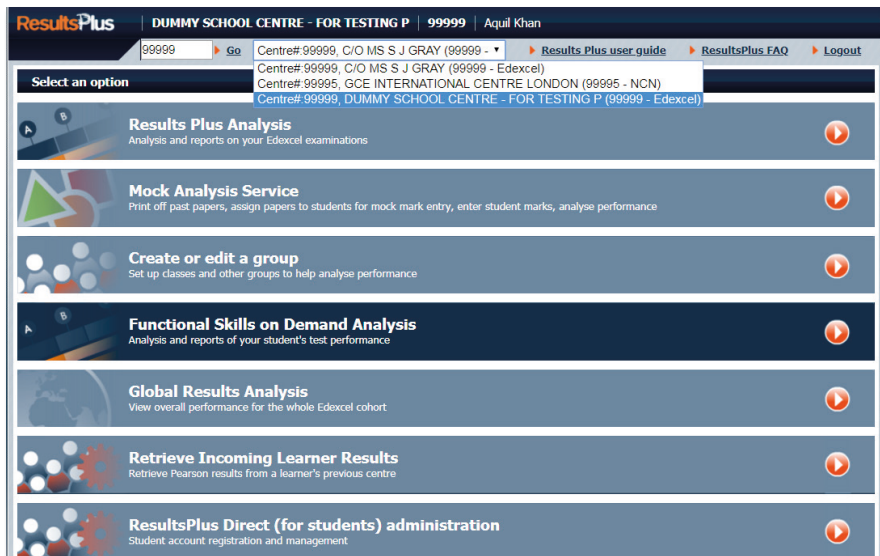 ResultsPlus | DUMMY SCHOOL CENTRE - FOR TESTING P | 99999 | Aquil Khan
99999 Go Centre#:99999, C/O MS S J GRAY (99999 - Results Plus user guide ResultsPlus FAQ Logout
Centre#:99999, C/O MS S J GRAY (99999 - Edexcel)
Select an option Centre#:99995, GCE INTERNATIONAL CENTRE LONDON (99995 - NCN)
Centre#:99999, DUMMY SCHOOL CENTRE - FOR TESTING P (99999 - Edexcel)
A B
Results Plus Analysis
Analysis and reports on your Edexcel examinations
Mock Analysis Service
Print off past papers, assign papers to students for mock mark entry, enter student marks, analyse performance
Create or edit a group
Set up classes and other groups to help analyse performance
A B
Functional Skills on Demand Analysis
Analysis and reports of your student's test performance
Global Results Analysis
View overall performance for the whole Edexcel cohort
Retrieve Incoming Learner Results
Retrieve Pearson results from a learner's previous centre
ResultsPlus Direct (for students) administration
Student account registration and management